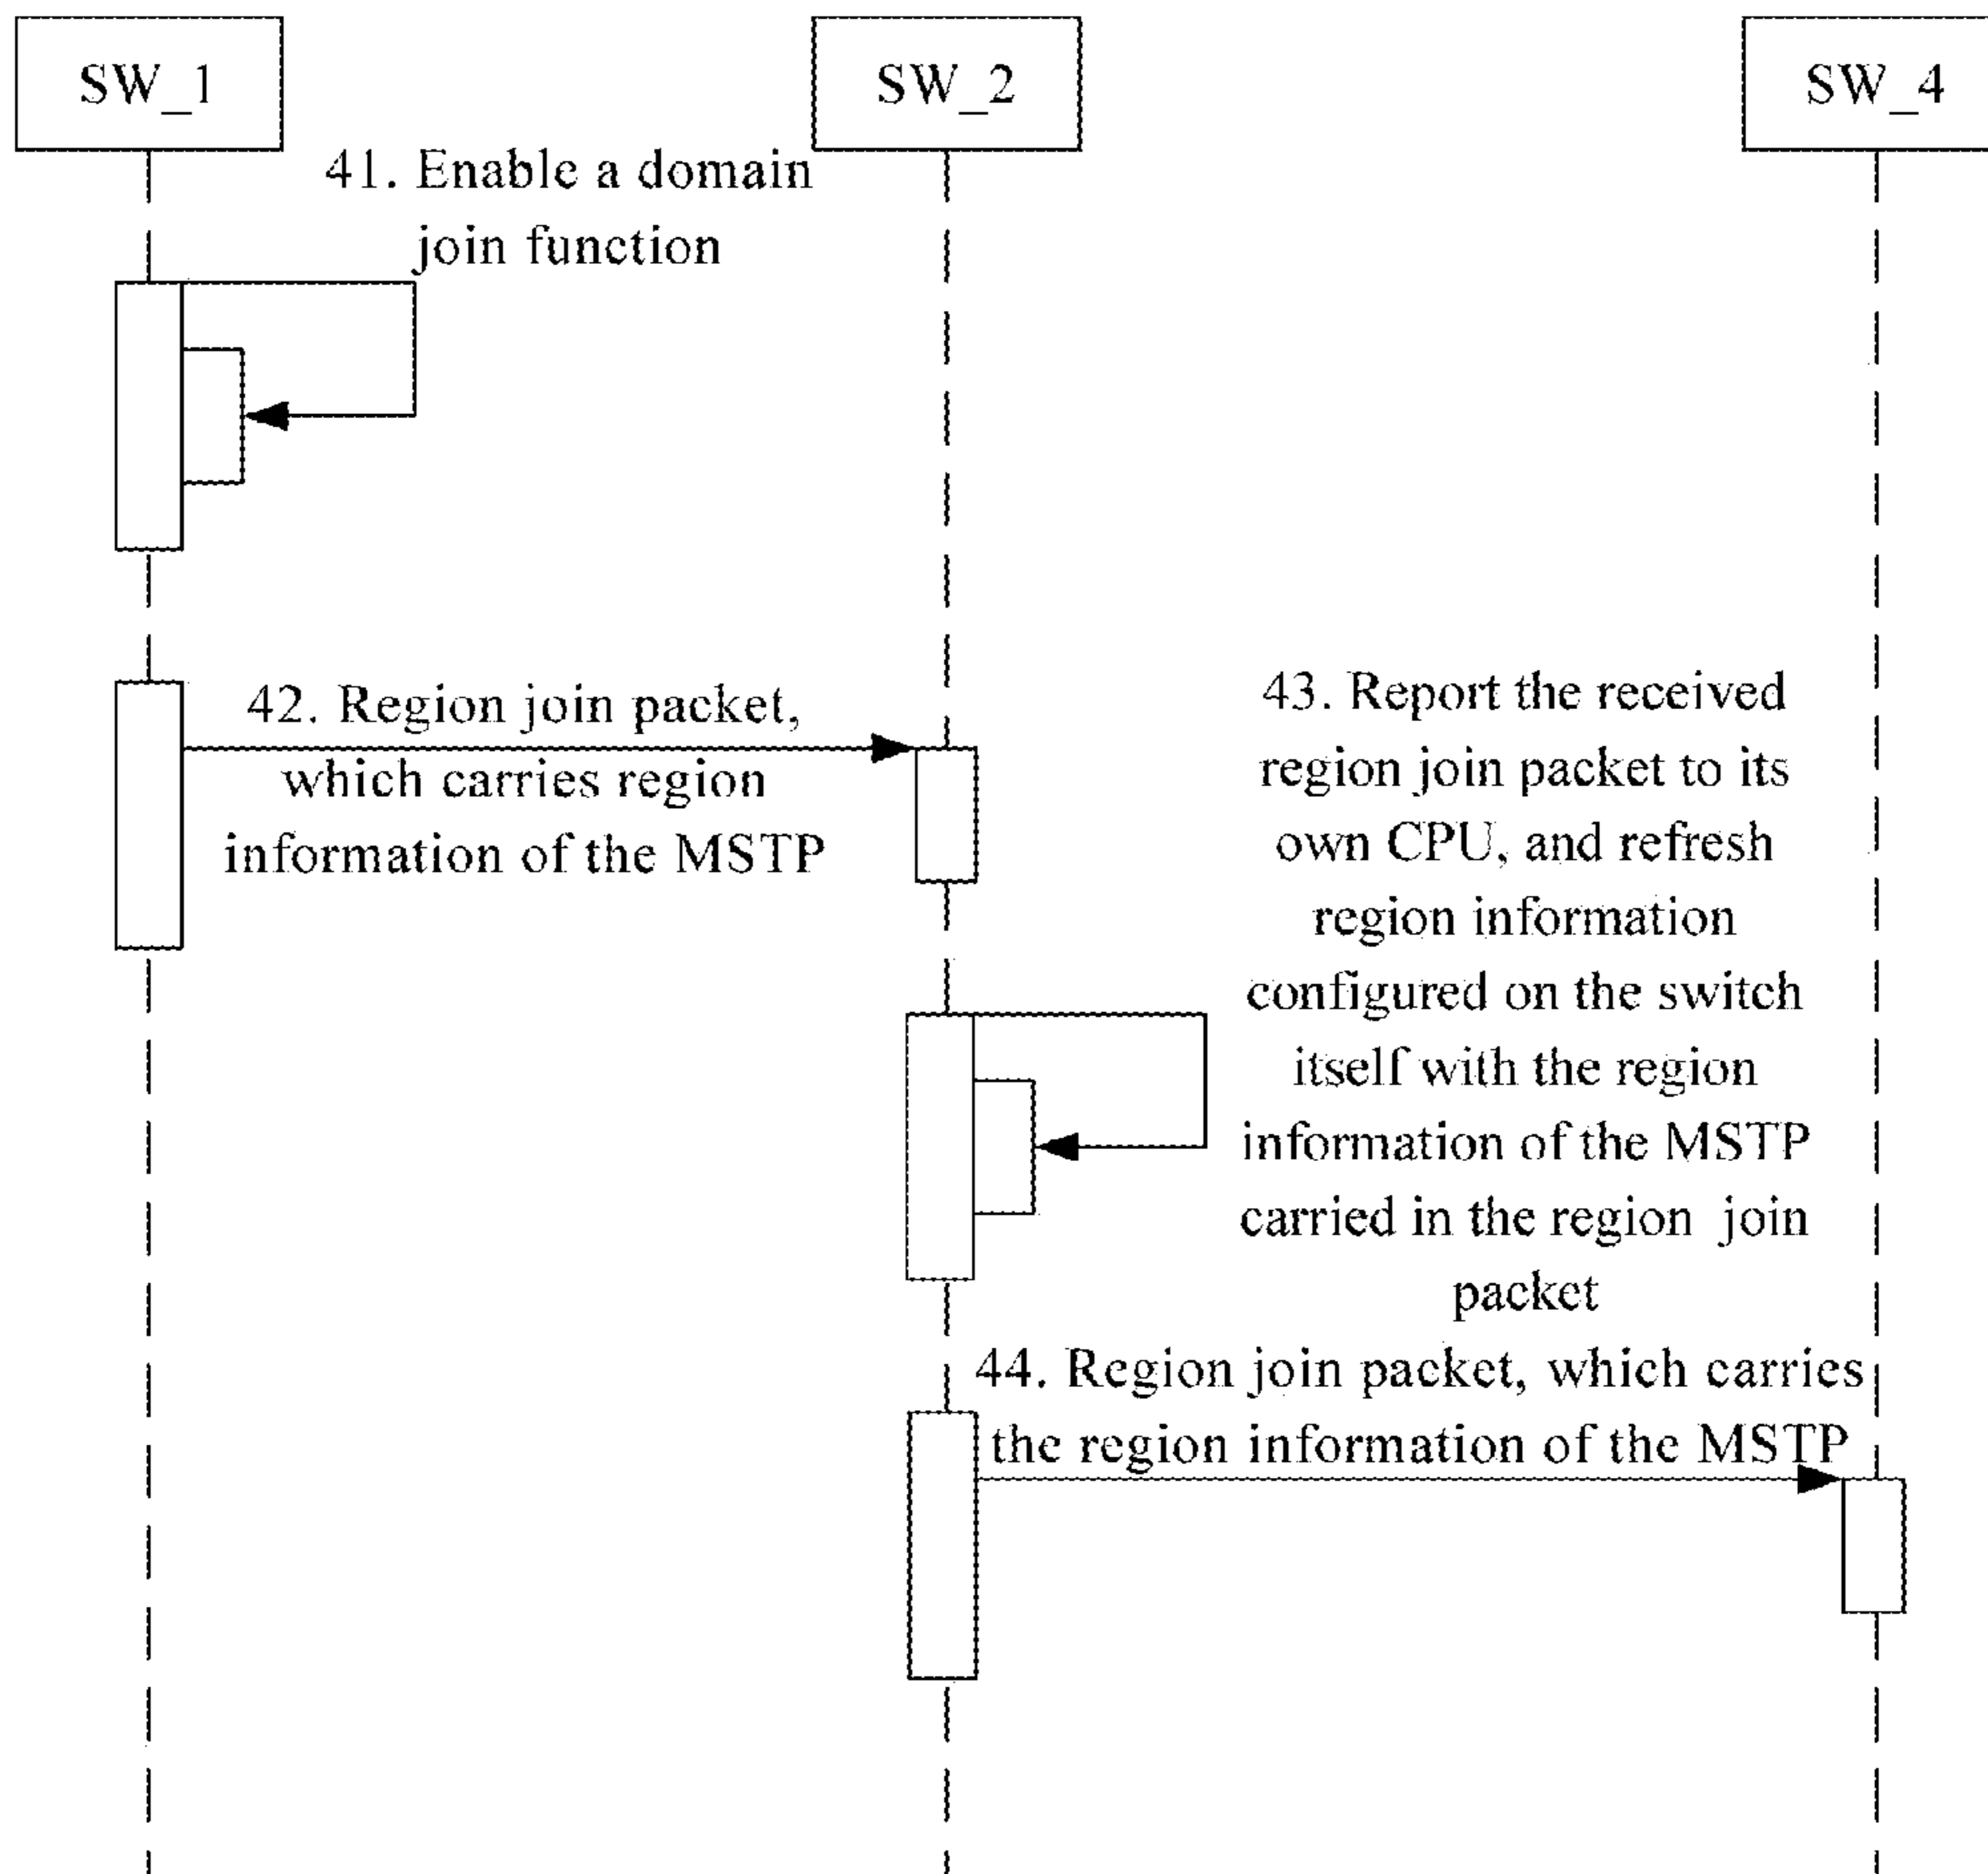 SW_1
SW_2
SW_4
41. Enable a domain
join function
42. Region join packet,
which carries region
information of the MSTP
43. Report the received
region join packet to its
own CPU, and refresh
region information
configured on the switch
itself with the region
information of the MSTP
carried in the region join
packet
44. Region join packet, which carries
the region information of the MSTP